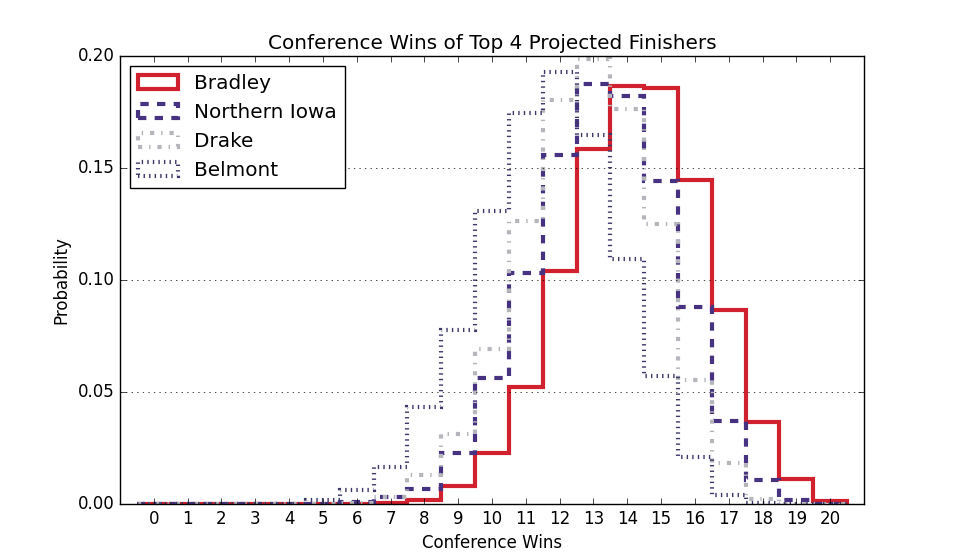 Conference Wins of Top 4 Projected Finishers
0.20
0.15
0.10
0.05
0.00
Probability
Bradley
Northern Iowa
Drake
Belmont
0 1 2 3 4 5 6 7 8 9 10 11 12 13 14 15 16 17 18 19 20
Conference Wins